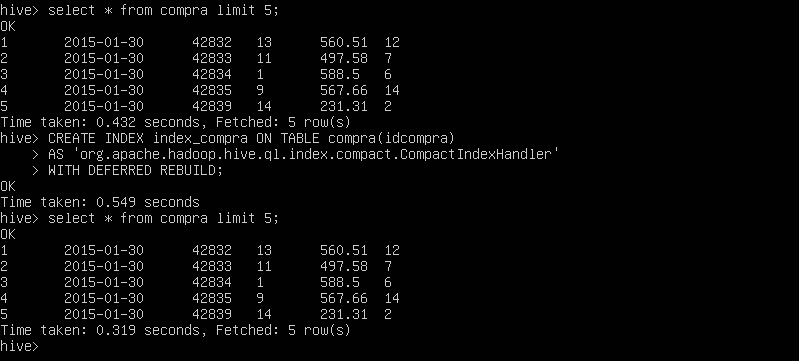 hive> select * from compra limit 5;
OK
1       2015-01-30      42832   13      560.51  12
2       2015-01-30      42833   11      497.58  7
3       2015-01-30      42834   1       588.5   6
4       2015-01-30      42835   9       567.66  14
5       2015-01-30      42839   14      231.31  2
Time taken: 0.432 seconds, Fetched: 5 row(s)
hive> CREATE INDEX index_compra ON TABLE compra(idcompra)
    > AS 'org.apache.hadoop.hive.ql.index.compact.CompactIndexHandler'
    > WITH DEFERRED REBUILD;
OK
Time taken: 0.549 seconds
hive> select * from compra limit 5;
OK
1       2015-01-30      42832   13      560.51  12
2       2015-01-30      42833   11      497.58  7
3       2015-01-30      42834   1       588.5   6
4       2015-01-30      42835   9       567.66  14
5       2015-01-30      42839   14      231.31  2
Time taken: 0.319 seconds, Fetched: 5 row(s)
hive>